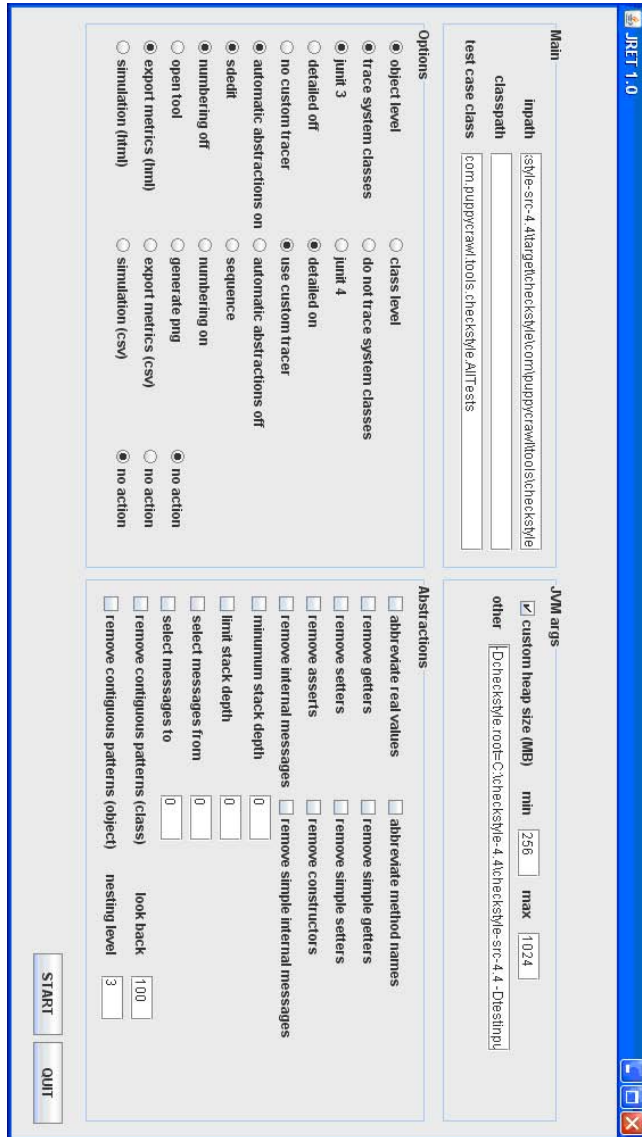 JRET 1.0
Main
inpath kstyle-src-4.4\target\checkstyle\com\puppycrawl\tools\checkstyle
classpath
test case class com.puppycrawl.tools.checkstyle.AllTests
JVM args
custom heap size (MB) min 256 max 1024
other -Dcheckstyle.root=C:\checkstyle-4.4\checkstyle-src-4.4 -Dtestinpu
Options
object level class level
trace system classes do not trace system classes
junit 3 junit 4
detailed off detailed on
no custom tracer use custom tracer
automatic abstractions on automatic abstractions off
sdedit sequence
numbering off numbering on
open tool generate png no action
export metrics (hml) export metrics (csv) no action
simulation (html) simulation (csv) no action
Abstractions
abbreviate real values abbreviate method names
remove getters remove simple getters
remove setters remove simple setters
remove asserts remove constructors
remove internal messages remove simple internal messages
minumum stack depth 0
limit stack depth 0
select messages from 0
select messages to 0
remove contiguous patterns (class) look back 100
remove contiguous patterns (object) nesting level 3
START QUIT